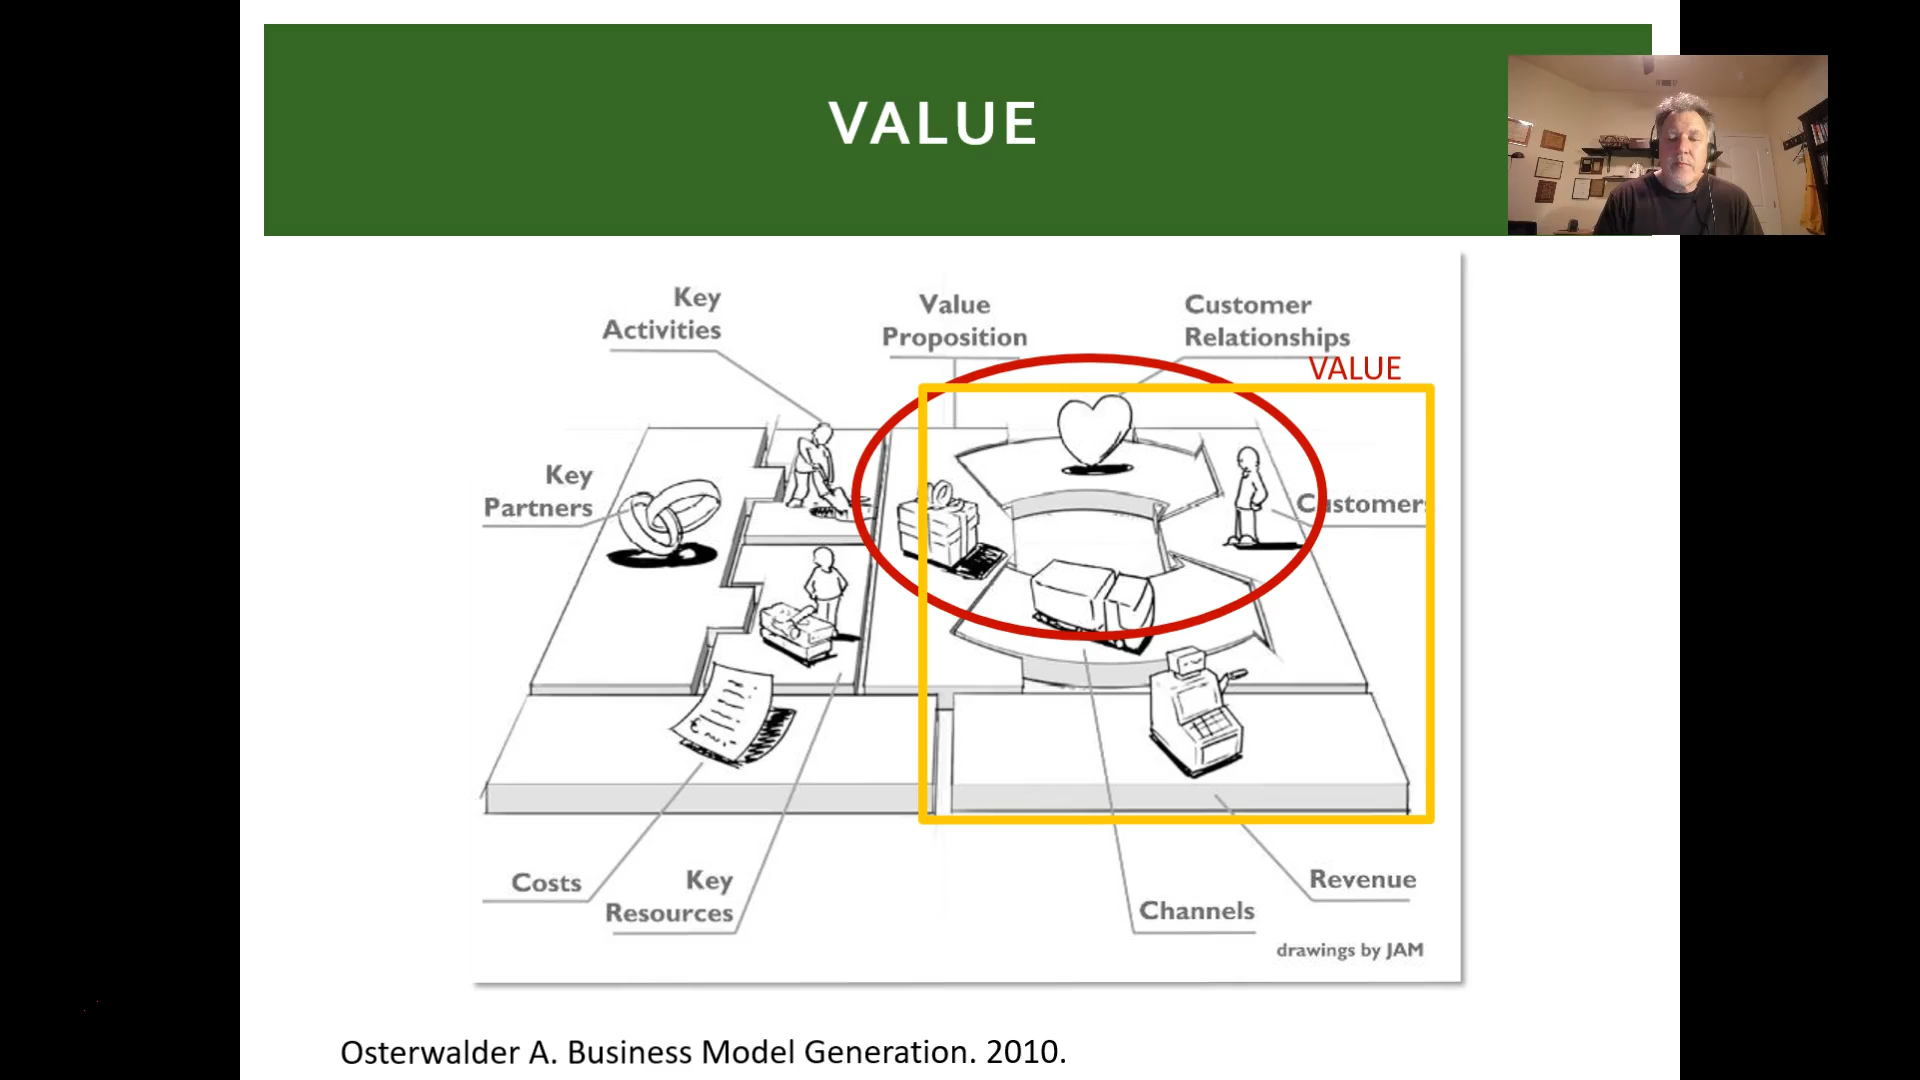 VALUE
Key
Activities
Value
Proposition
Customer
Relationships
VALUE
Key
Partners
Customers
Costs
Key
Resources
Channels
Revenue
drawings by JAM
Osterwalder A. Business Model Generation. 2010.